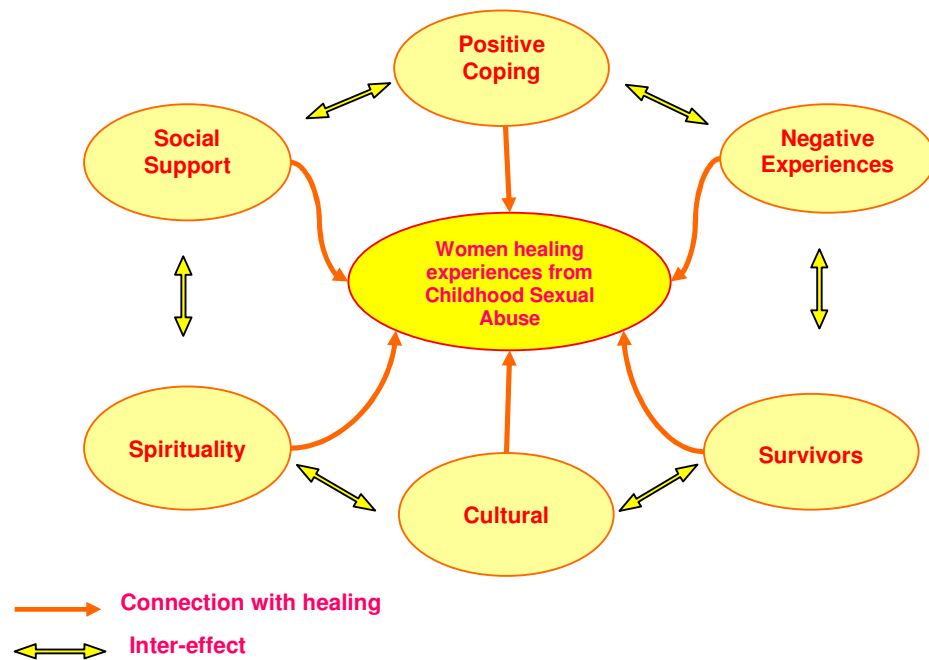 Positive
Coping
Social
Support
Negative
Experiences
Women healing
experiences from
Childhood Sexual
Abuse
Spirituality
Survivors
Cultural
Connection with healing
Inter-effect